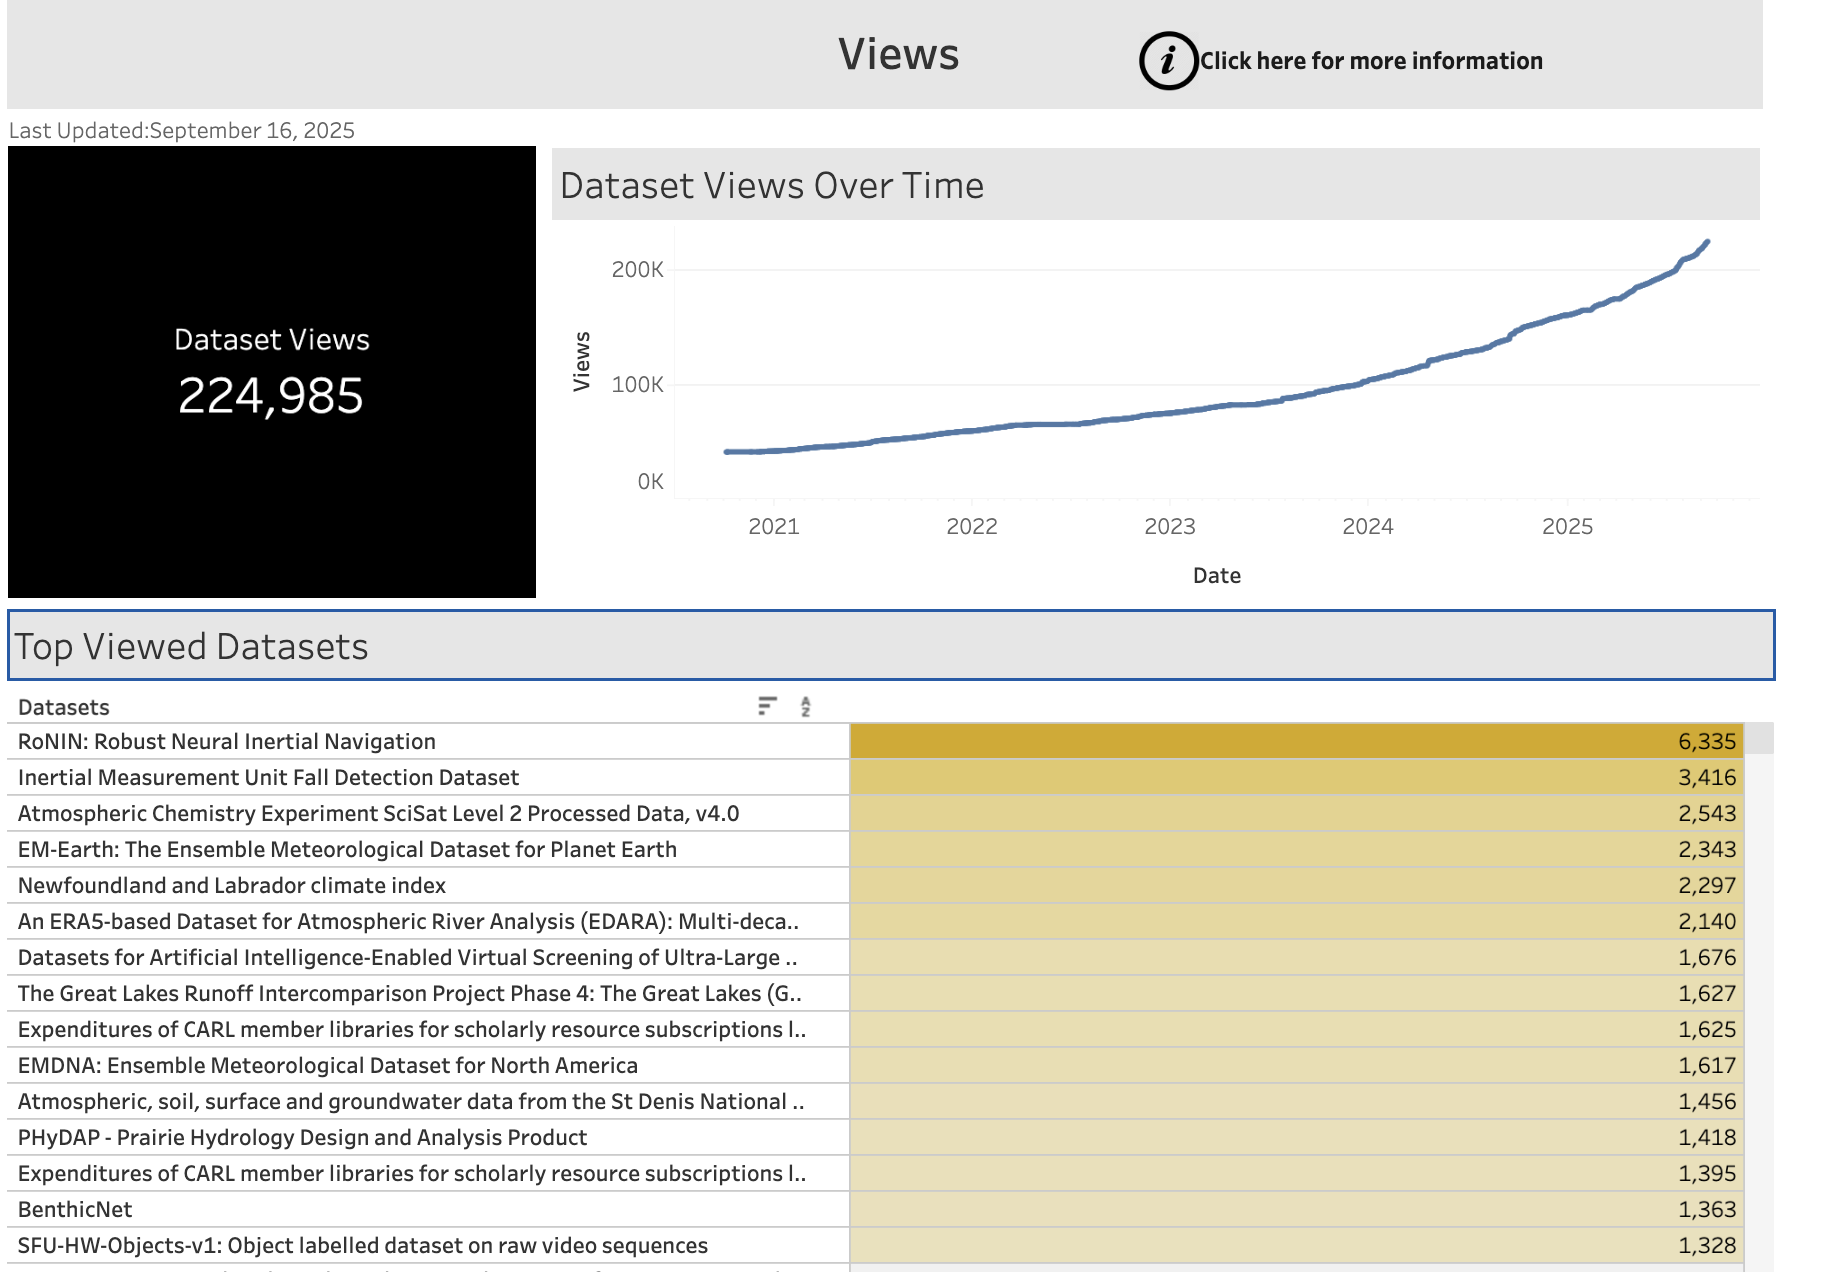 Views
Click here for more information
Last Updated:September 16, 2025
Dataset Views
224,985
Dataset Views Over Time
Views
200K
100K
0K
2021 2022 2023 2024 2025
Date
Top Viewed Datasets
Datasets
RoNIN: Robust Neural Inertial Navigation 6,335
Inertial Measurement Unit Fall Detection Dataset 3,416
Atmospheric Chemistry Experiment SciSat Level 2 Processed Data, v4.0 2,543
EM-Earth: The Ensemble Meteorological Dataset for Planet Earth 2,343
Newfoundland and Labrador climate index 2,297
An ERA5-based Dataset for Atmospheric River Analysis (EDARA): Multi-deca.. 2,140
Datasets for Artificial Intelligence-Enabled Virtual Screening of Ultra-Large .. 1,676
The Great Lakes Runoff Intercomparison Project Phase 4: The Great Lakes (G.. 1,627
Expenditures of CARL member libraries for scholarly resource subscriptions l.. 1,625
EMDNA: Ensemble Meteorological Dataset for North America 1,617
Atmospheric, soil, surface and groundwater data from the St Denis National .. 1,456
PHyDAP - Prairie Hydrology Design and Analysis Product 1,418
Expenditures of CARL member libraries for scholarly resource subscriptions l.. 1,395
BenthicNet 1,363
SFU-HW-Objects-v1: Object labelled dataset on raw video sequences 1,328